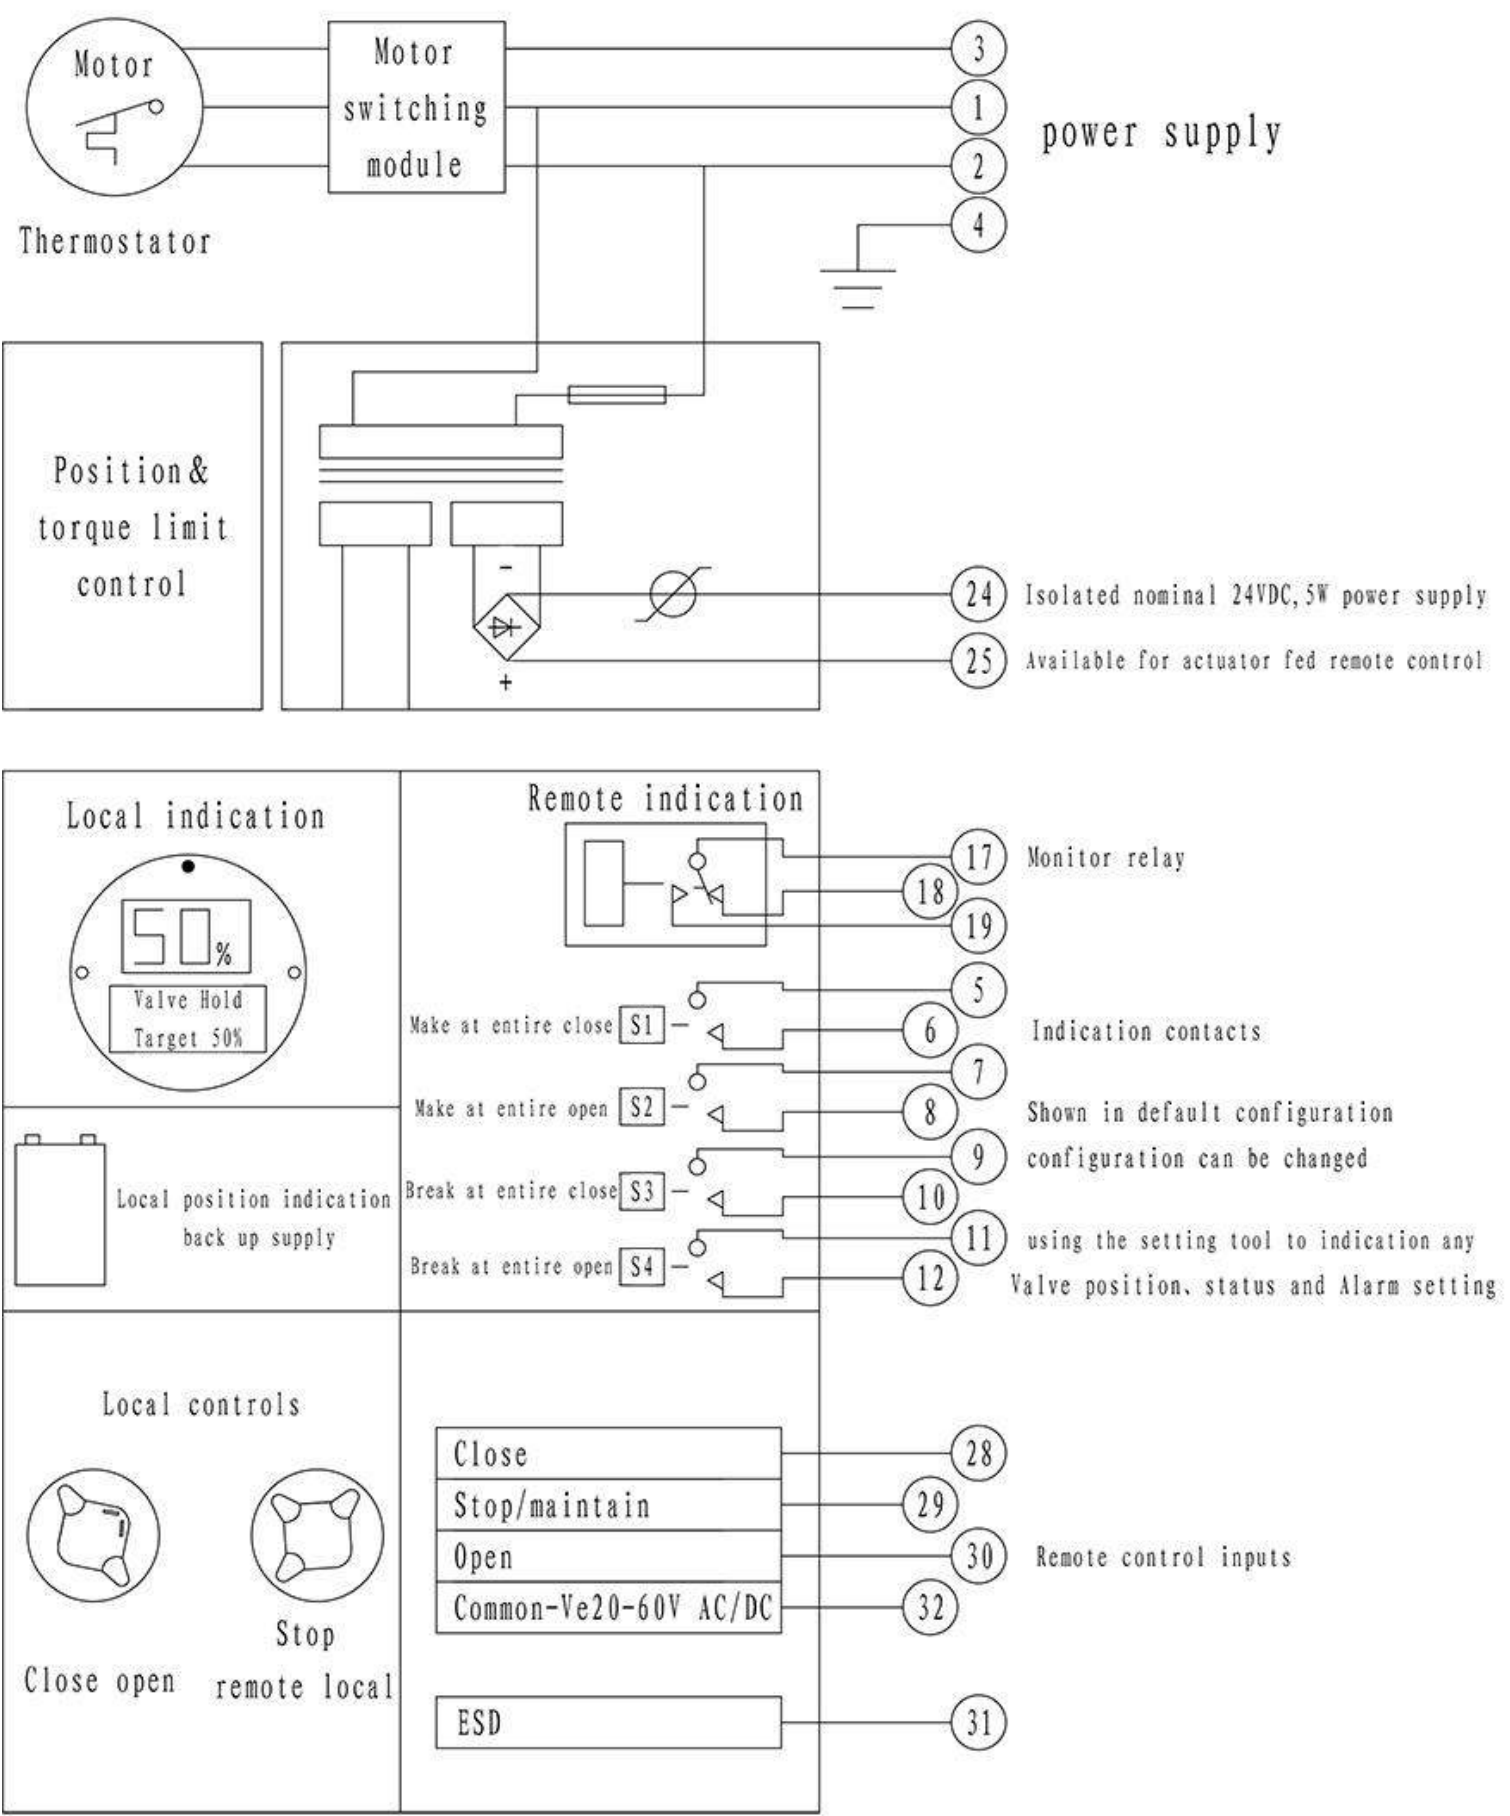 Motor
Motor
switching
module
3
1
power supply
2
4
Thermostator
Position&
torque limit
control
-
24 Isolated nominal 24VDC, 5W power supply
25 Available for actuator fed remote control
+
Local indication
50%
Valve Hold
Target 50%
Remote indication
17 Monitor relay
18
19
5
Make at entire close S1
6 Indication contacts
7
Make at entire open S2
8 Shown in default configuration
9 configuration can be changed
Break at entire close S3
10
11 using the setting tool to indication any
Break at entire open S4
12 Valve position、status and Alarm setting
Local position indication
back up supply
Local controls
Stop
Close open
remote local
Close 28
Stop/maintain 29
Open 30 Remote control inputs
Common-Ve20-60V AC/DC 32
ESD 31